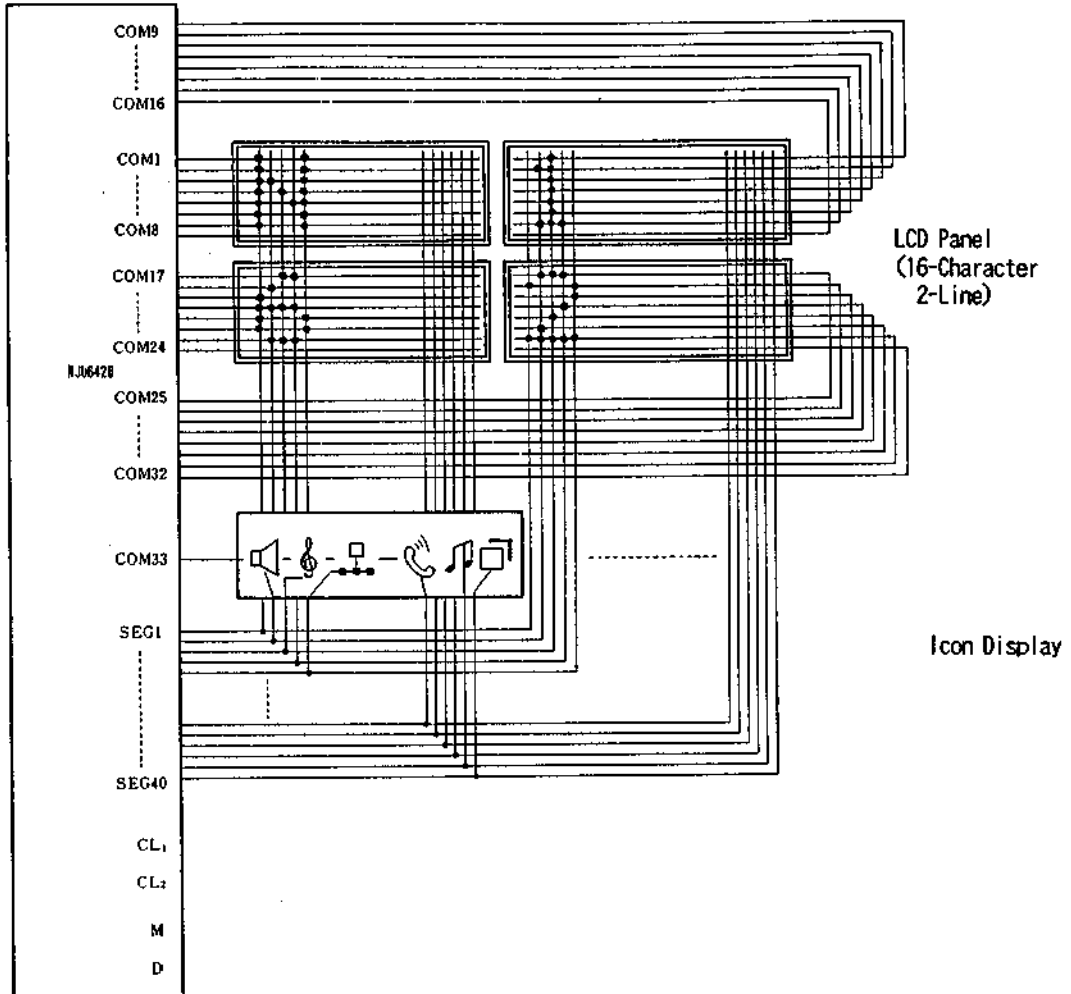 COM9
COM16
COM1
COM8
COM17
COM24
NJU6428
COM25
COM32
COM33
SEG1
SEG40
CL₁
CL₂
M
D
LCD Panel
(16-Character
2-Line)
Icon Display